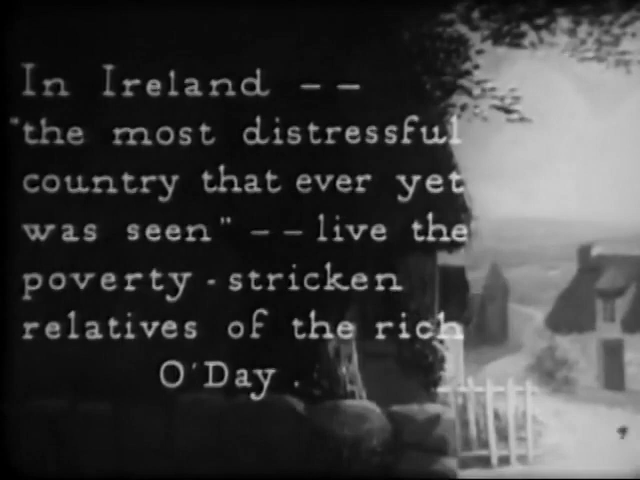 In Ireland --
"the most distressful
country that ever yet
was seen" -- live the
poverty - stricken
relatives of the rich
O'Day .